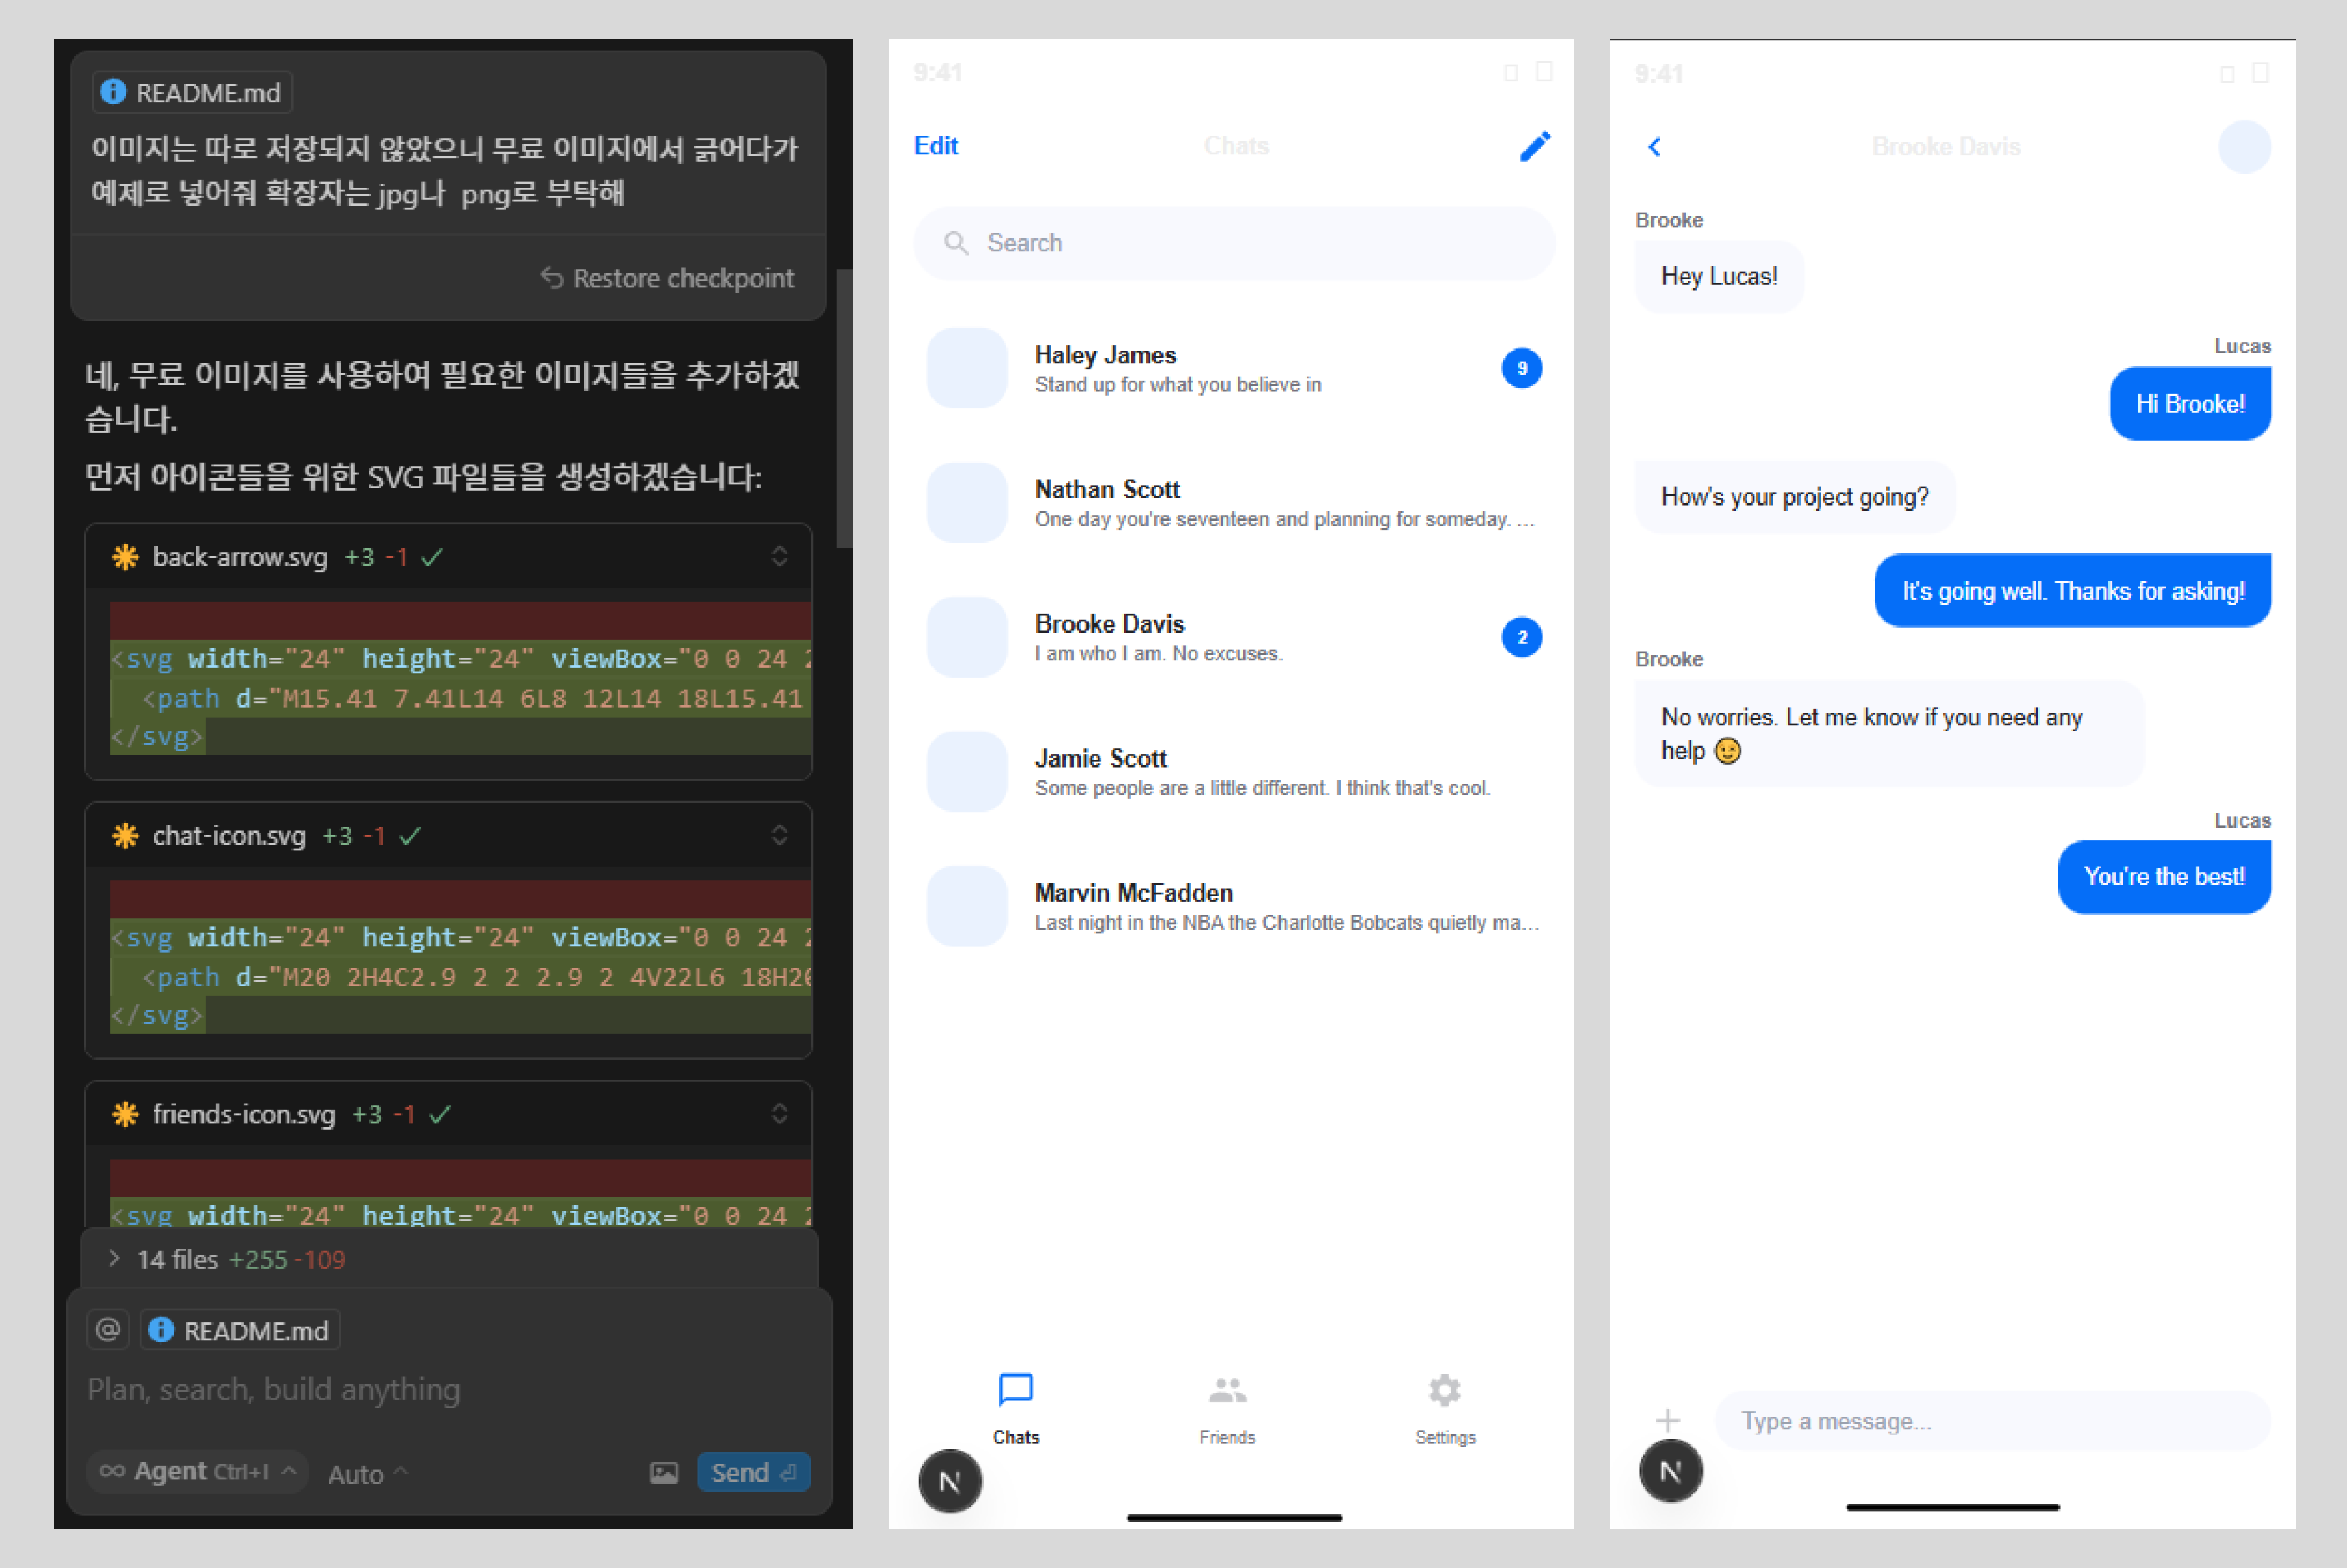 README.md
이미지는 따로 저장되지 않았으니 무료 이미지에서 긁어다가
예제로 넣어줘 확장자는 jpg나  png로 부탁해
Restore checkpoint
네, 무료 이미지를 사용하여 필요한 이미지들을 추가하겠
습니다.
먼저 아이콘들을 위한 SVG 파일들을 생성하겠습니다:
back-arrow.svg +3 -1
<svg width="24" height="24" viewBox="0 0 24
<path d="M15.41 7.41L14 6L8 12L14 18L15.41
</svg>
chat-icon.svg +3 -1
<svg width="24" height="24" viewBox="0 0 24
<path d="M20 2H4C2.9 2 2 2.9 2 4V22L6 18H20
</svg>
friends-icon.svg +3 -1
<svg width="24" height="24" viewBox="0 0 24
14 files +255 -109
@ README.md
Plan, search, build anything
Agent Ctrl+I Auto Send
9:41
Edit Chats
Search
Haley James
Stand up for what you believe in
9
Nathan Scott
One day you're seventeen and planning for someday. ...
Brooke Davis
I am who I am. No excuses.
2
Jamie Scott
Some people are a little different. I think that's cool.
Marvin McFadden
Last night in the NBA the Charlotte Bobcats quietly ma...
Chats Friends Settings
N
9:41
Brooke Davis
Brooke
Hey Lucas!
Lucas
Hi Brooke!
How's your project going?
It's going well. Thanks for asking!
Brooke
No worries. Let me know if you need any
help 😉
Lucas
You're the best!
Type a message...
N